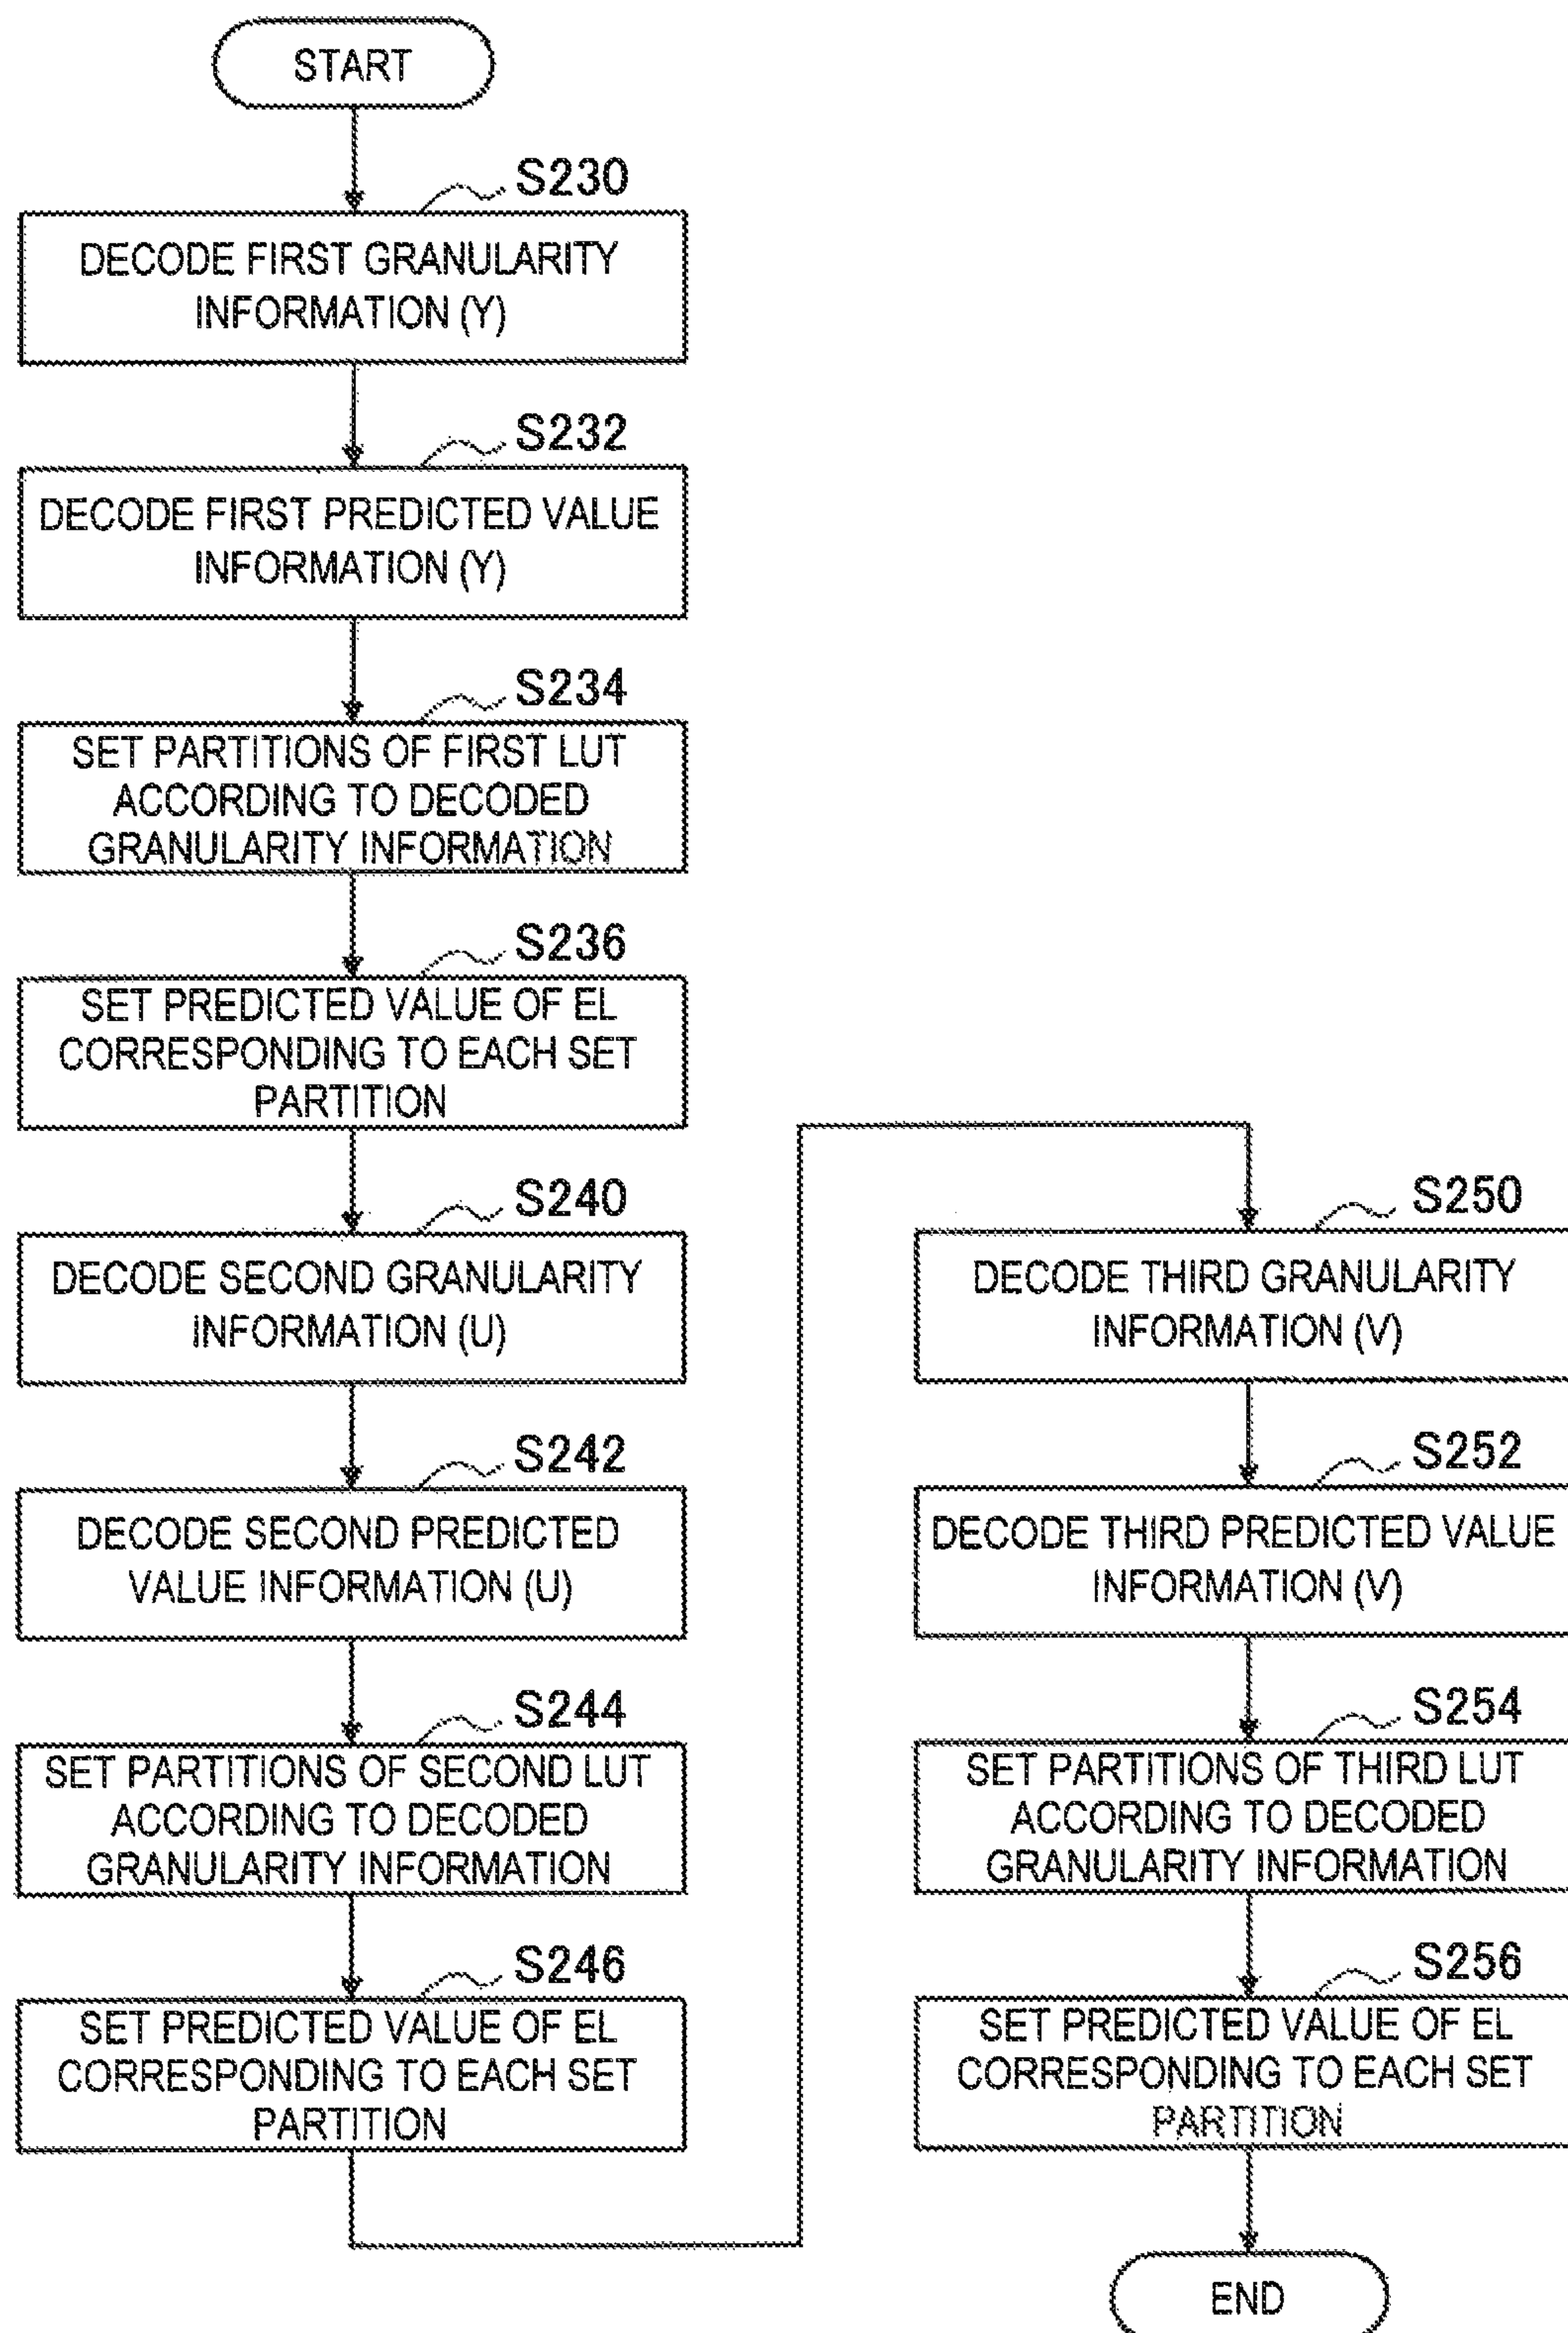 START
S230
DECODE FIRST GRANULARITY
INFORMATION (Y)
S232
DECODE FIRST PREDICTED VALUE
INFORMATION (Y)
S234
SET PARTITIONS OF FIRST LUT
ACCORDING TO DECODED
GRANULARITY INFORMATION
S236
SET PREDICTED VALUE OF EL
CORRESPONDING TO EACH SET
PARTITION
S240
DECODE SECOND GRANULARITY
INFORMATION (U)
S242
DECODE SECOND PREDICTED
VALUE INFORMATION (U)
S244
SET PARTITIONS OF SECOND LUT
ACCORDING TO DECODED
GRANULARITY INFORMATION
S246
SET PREDICTED VALUE OF EL
CORRESPONDING TO EACH SET
PARTITION
S250
DECODE THIRD GRANULARITY
INFORMATION (V)
S252
DECODE THIRD PREDICTED VALUE
INFORMATION (V)
S254
SET PARTITIONS OF THIRD LUT
ACCORDING TO DECODED
GRANULARITY INFORMATION
S256
SET PREDICTED VALUE OF EL
CORRESPONDING TO EACH SET
PARTITION
END